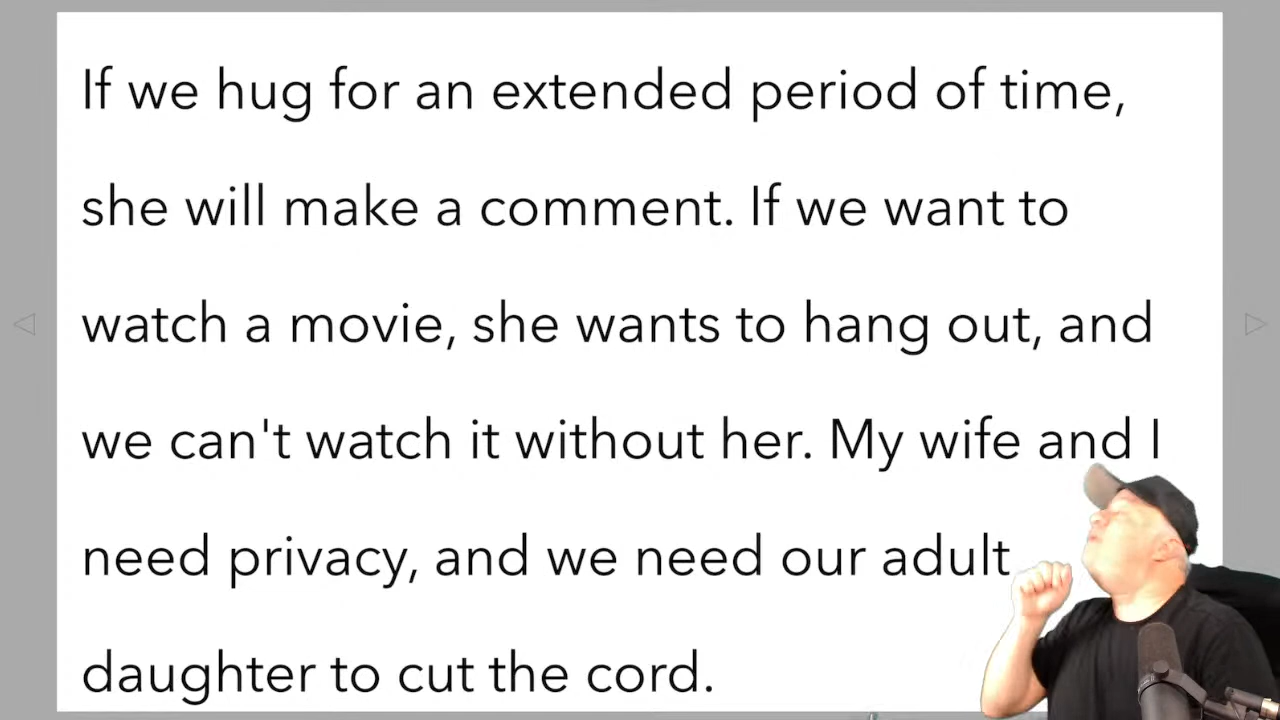 If we hug for an extended period of time,
she will make a comment. If we want to
watch a movie, she wants to hang out, and
we can't watch it without her. My wife and I
need privacy, and we need our adult
daughter to cut the cord.